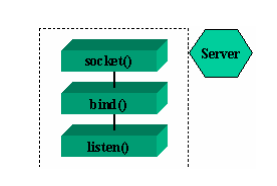 Server
socket()
bind()
listen()